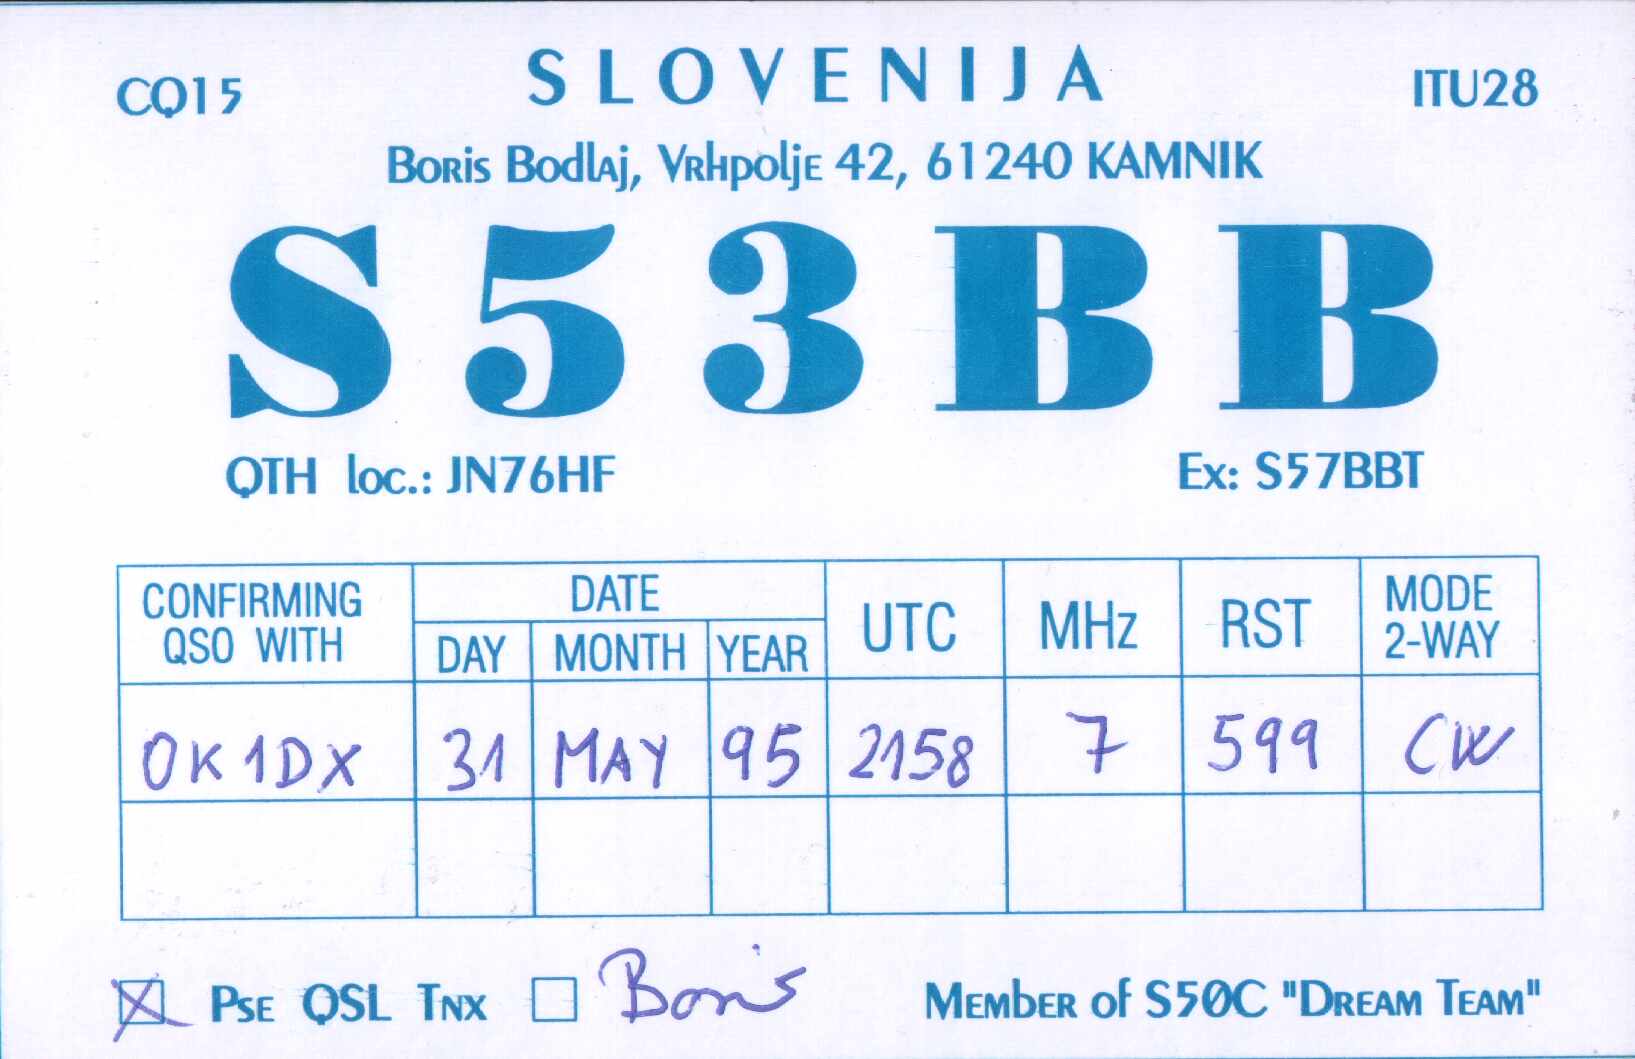 SLOVENIJA
CQ15 ITU28
Boris Bodlaj, Vrhpolje 42, 61240 KAMNIK
S53BB
QTH loc.: JN76HF Ex: S57BBT
CONFIRMING QSO WITH DATE UTC MHz RST MODE 2-WAY
DAY MONTH YEAR
OK1DX 31 MAY 95 2158 7 599 CW
X Pse QSL Tnx Boris Member of S50C "Dream Team"